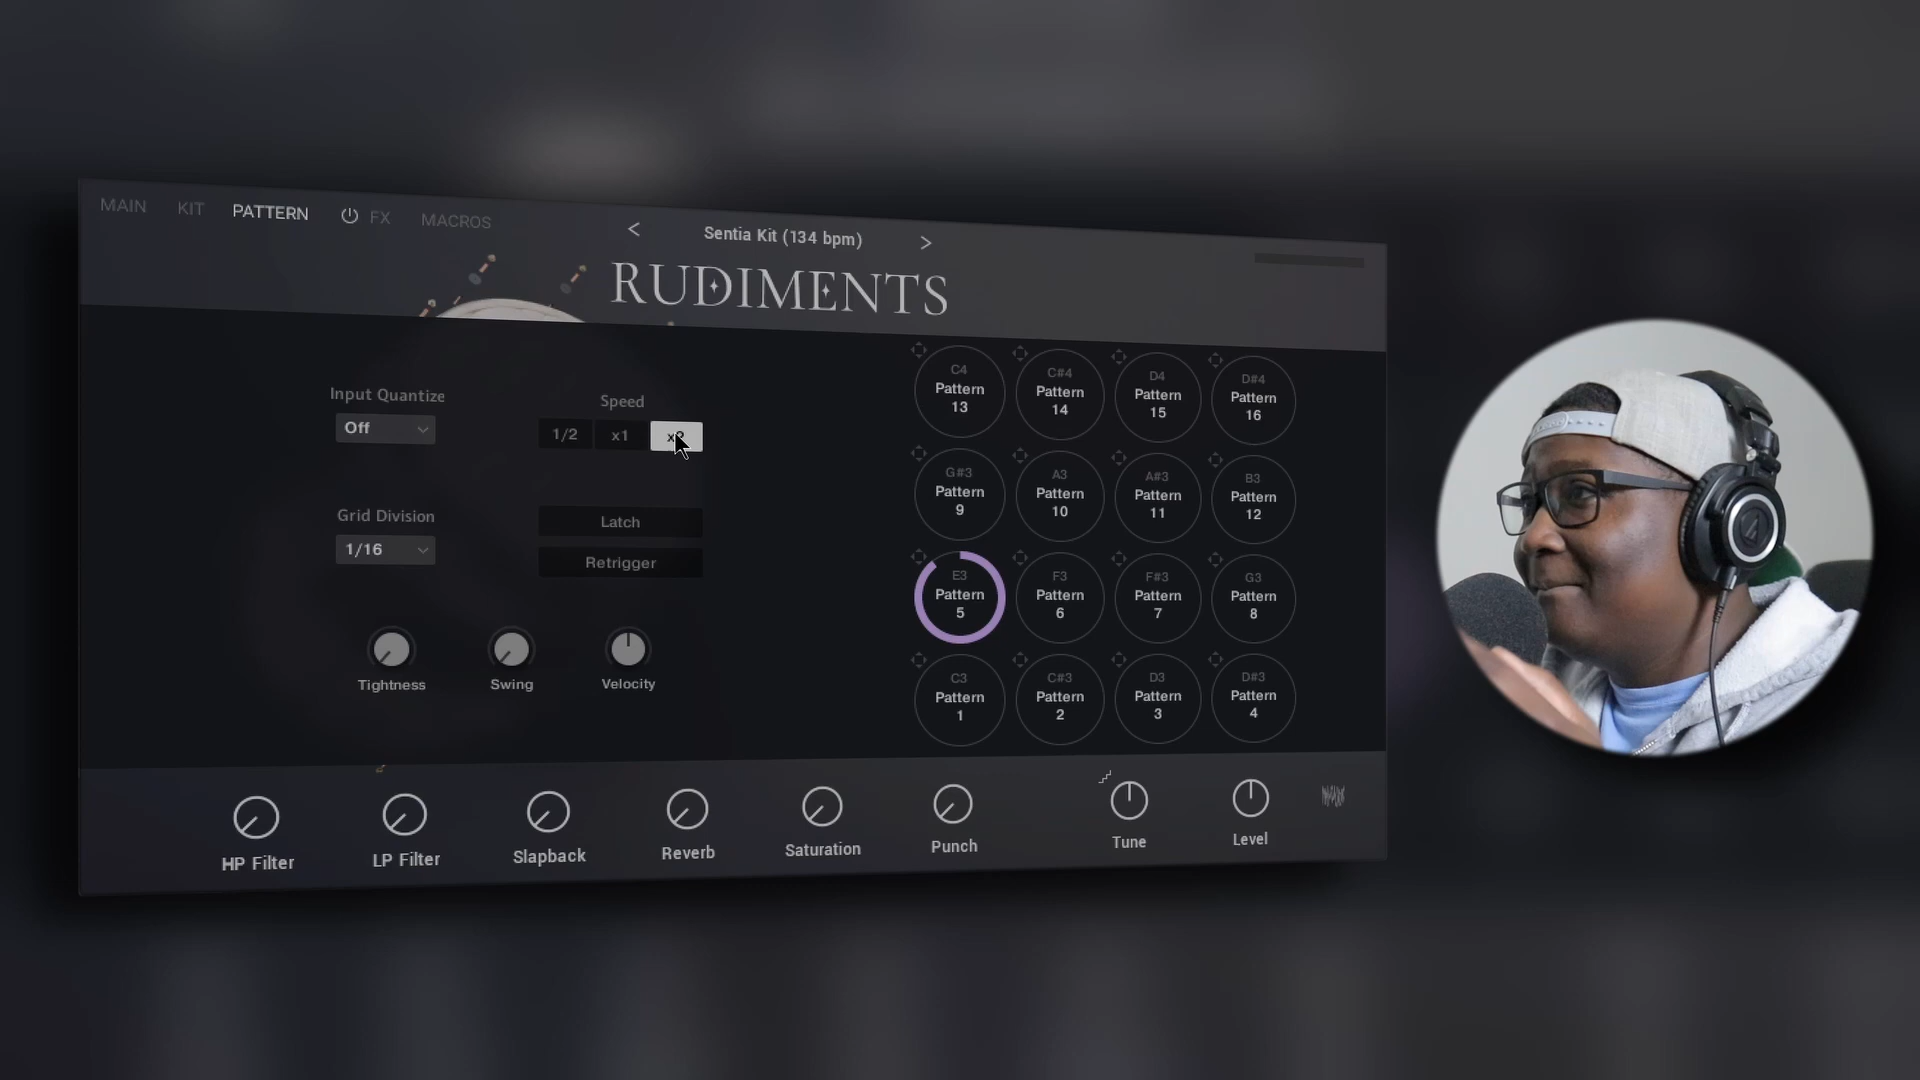 MAIN KIT PATTERN FX MACROS
< Sentia Kit (134 bpm) >
RUDIMENTS
Input Quantize
Off
Speed
1/2 x1
Grid Division
1/16
Latch
Retrigger
Tightness Swing Velocity
C4
Pattern
13
C#4
Pattern
14
D4
Pattern
15
D#4
Pattern
16
G#3
Pattern
9
A3
Pattern
10
A#3
Pattern
11
B3
Pattern
12
E3
Pattern
5
F3
Pattern
6
F#3
Pattern
7
G3
Pattern
8
C3
Pattern
1
C#3
Pattern
2
D3
Pattern
3
D#3
Pattern
4
HP Filter LP Filter Slapback Reverb Saturation Punch Tune Level